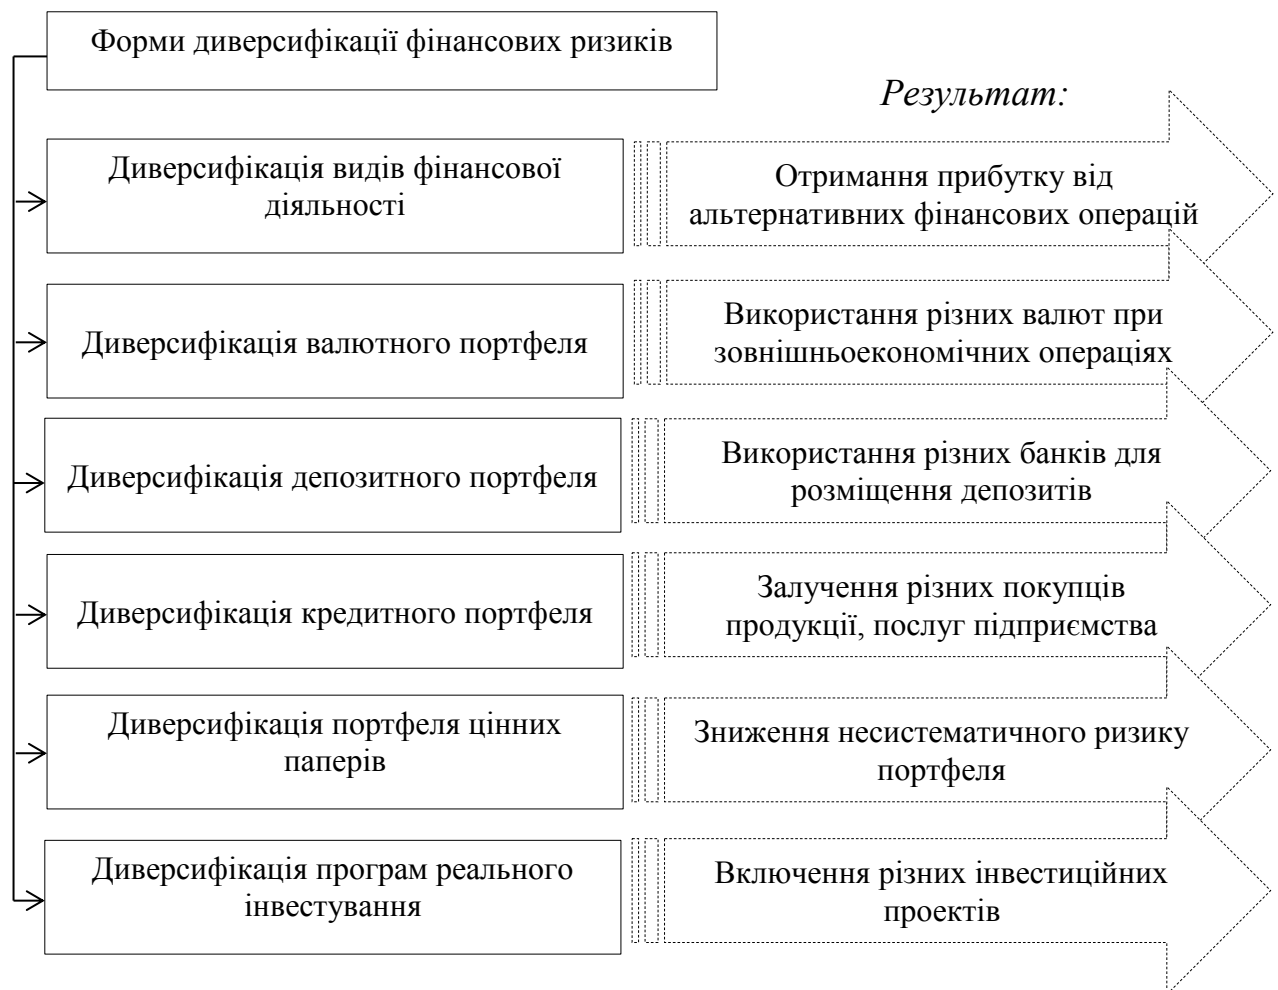 Форми диверсифікації фінансових ризиків
Результат:
Диверсифікація видів фінансової
діяльності
Отримання прибутку від
альтернативних фінансових операцій
Диверсифікація валютного портфеля
Використання різних валют при
зовнішньоекономічних операціях
Диверсифікація депозитного портфеля
Використання різних банків для
розміщення депозитів
Диверсифікація кредитного портфеля
Залучення різних покупців
продукції, послуг підприємства
Диверсифікація портфеля цінних
паперів
Зниження несистематичного ризику
портфеля
Диверсифікація програм реального
інвестування
Включення різних інвестиційних
проектів